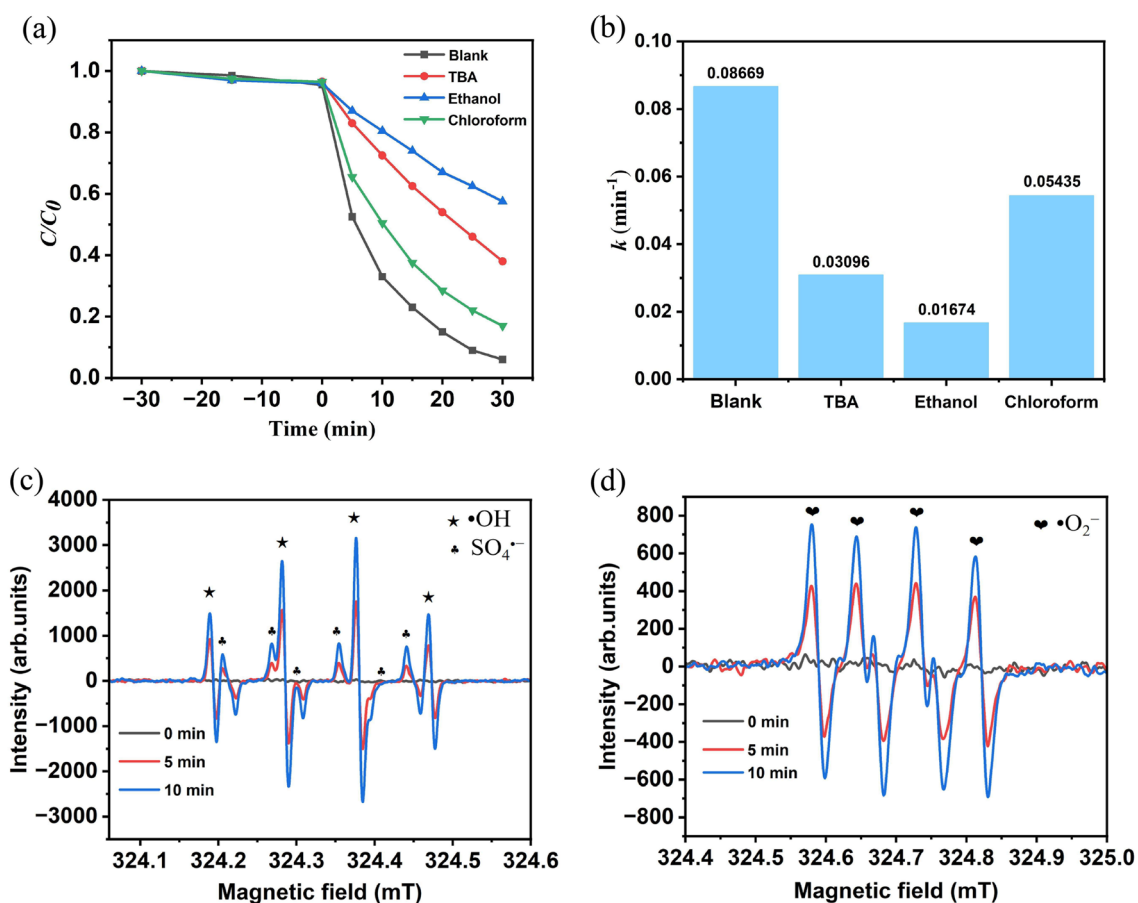 (a)
Blank
TBA
Ethanol
Chloroform
C/C0
1.0
0.8
0.6
0.4
0.2
0.0
−30 −20 −10 0 10 20 30
Time (min)
(b)
k (min⁻¹)
0.10
0.08
0.06
0.04
0.02
0.00
0.08669
0.03096
0.01674
0.05435
Blank TBA Ethanol Chloroform
(c)
Intensity (arb.units)
4000
3000
2000
1000
0
−1000
−2000
−3000
★ •OH
♣ SO₄•−
0 min
5 min
10 min
324.1 324.2 324.3 324.4 324.5 324.6
Magnetic field (mT)
(d)
Intensity (arb.units)
800
600
400
200
0
−200
−400
−600
−800
❤ •O₂⁻
0 min
5 min
10 min
324.4 324.5 324.6 324.7 324.8 324.9 325.0
Magnetic field (mT)